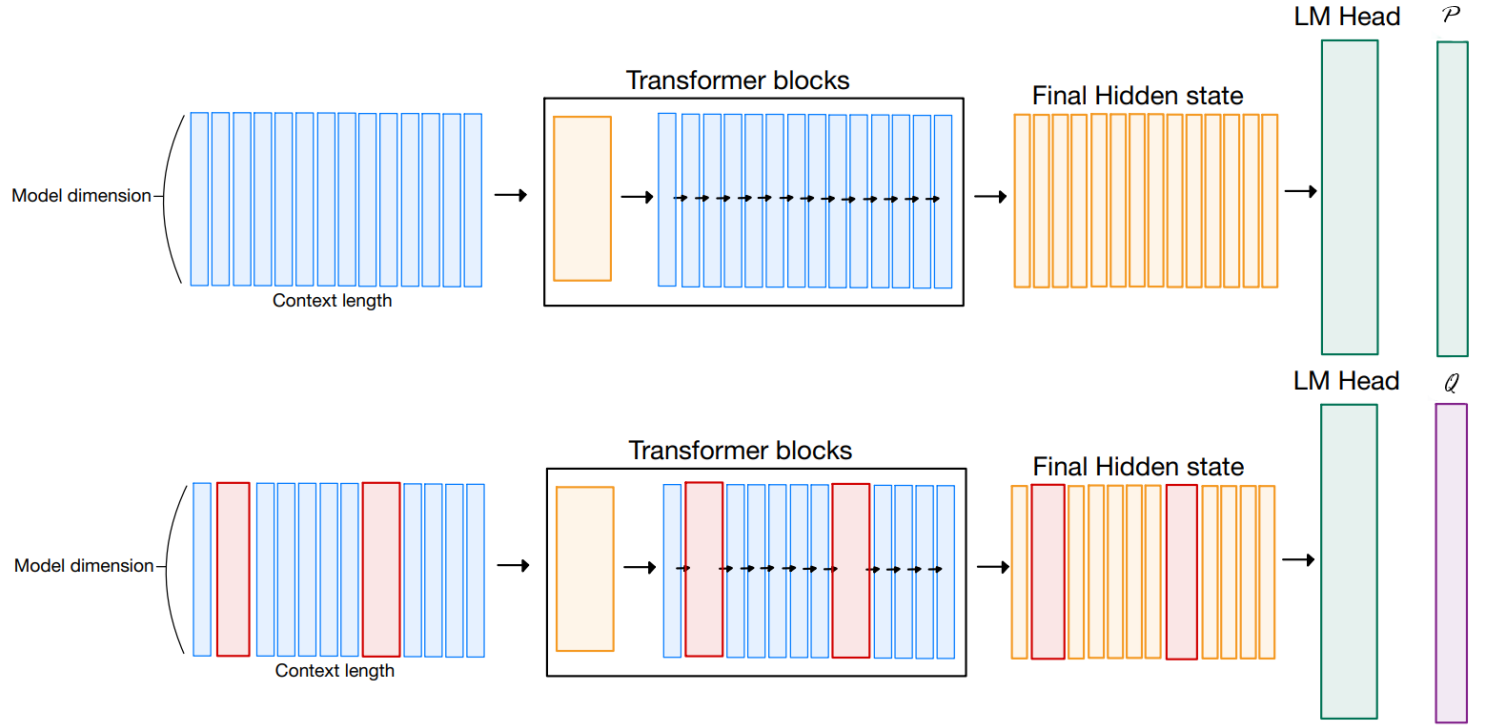 LM Head
𝒫
Transformer blocks
Final Hidden state
Model dimension
Context length
LM Head
𝒬
Transformer blocks
Final Hidden state
Model dimension
Context length